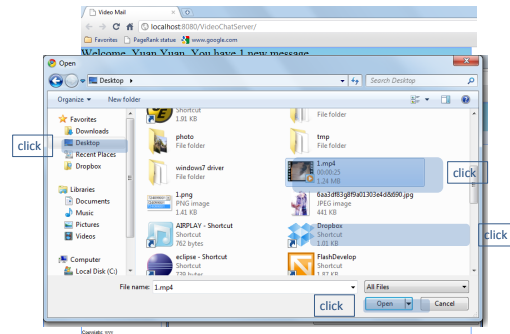 Video Mail
localhost:8080/VideoChatServer/
Favorites PageRank status www.google.com
Welcome, Yuan Yuan. You have 1 new message
Open
Desktop
Search Desktop
Organize New folder
Favorites
Downloads
Desktop
Recent Places
Dropbox
Libraries
Documents
Music
Pictures
Videos
Computer
Local Disk (C:)
Shortcut
1.91 KB
File folder
photo
File folder
tmp
File folder
windows7 driver
File folder
1.mp4
00:00:25
1.24 MB
1.png
PNG image
1.41 KB
JPEG image
441 KB
AIRPLAY - Shortcut
Shortcut
762 bytes
Dropbox
Shortcut
1.01 KB
eclipse - Shortcut
Shortcut
FlashDevelop
Shortcut
1.87 KB
File name: 1.mp4
All Files
Open
Cancel
click
click
click
click